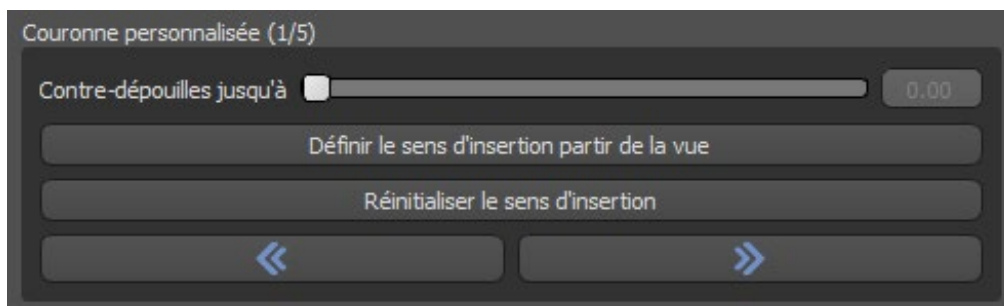 Couronne personnalisée (1/5)
Contre-dépouilles jusqu'à 0.00
Définir le sens d'insertion partir de la vue
Réinitialiser le sens d'insertion